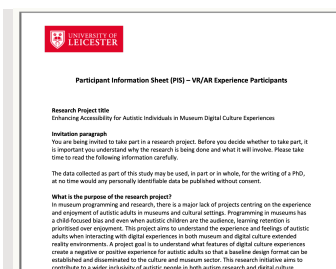 UNIVERSITY OF
LEICESTER
Participant Information Sheet (PIS) – VR/AR Experience Participants
Research Project title
Enhancing Accessibility for Autistic Individuals in Museum Digital Culture Experiences
Invitation paragraph
You are being invited to take part in a research project. Before you decide to take part, it
is important you understand why the research is being done and what it will involve. Please take
time to read the following information carefully.
The data collected as part of this study may be used, in part or in whole, for the writing of a PhD,
at no time would any personally identifiable data be published without consent.
What is the purpose of the research project?
In museum programming and research, there is a major lack of projects centring on the experience
and enjoyment of autistic adults in museums and cultural settings. Programming in museums has
a child-focused bias and even when autistic children are the audience, learning retention is
prioritised over enjoyment. This project aims to understand the experience and feelings of autistic
adults when interacting with digital experiences in both museum and digital culture extended
reality environments. A project goal is to understand what features of digital culture experiences
create a negative or positive experience for autistic adults so that a baseline design format can be
established and disseminated to the culture and museum sector. This research initiative aims to
contribute to a wider inclusivity of autistic people in both autism research and digital culture